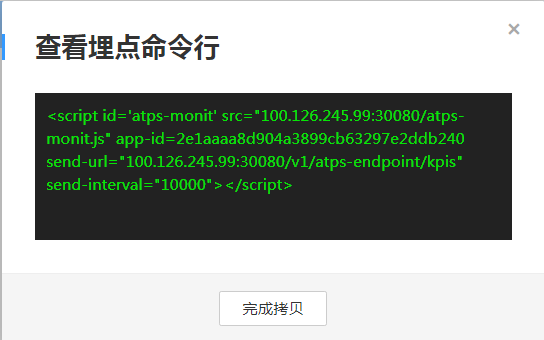 查看埋点命令行
×
<script id='atps-monit' src="100.126.245.99:30080/atps-
monit.js" app-id=2e1aaaa8d904a3899cb63297e2ddb240
send-url="100.126.245.99:30080/v1/atps-endpoint/kpis"
send-interval="10000"></script>
完成拷贝